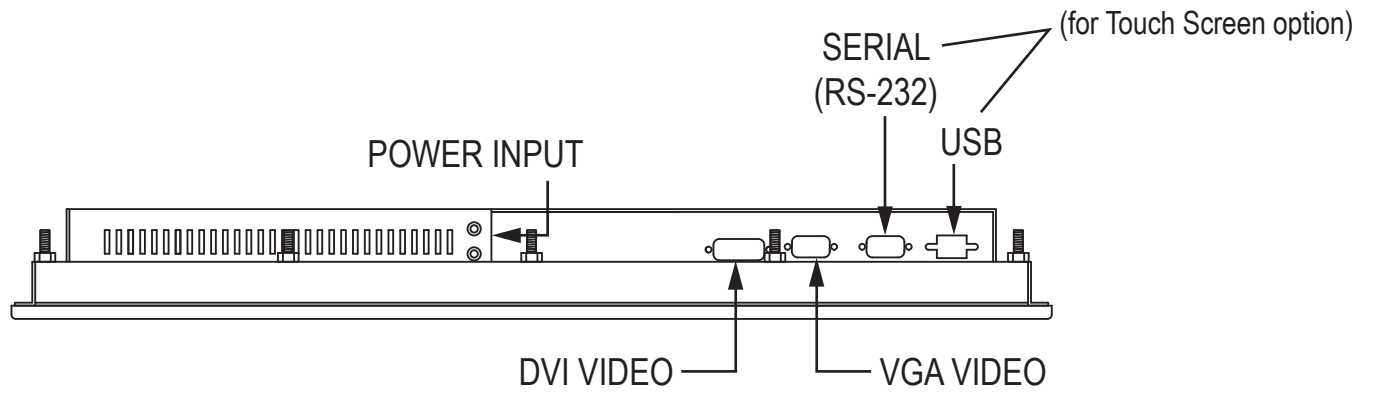 (for Touch Screen option)
SERIAL
(RS-232)
USB
POWER INPUT
DVI VIDEO
VGA VIDEO